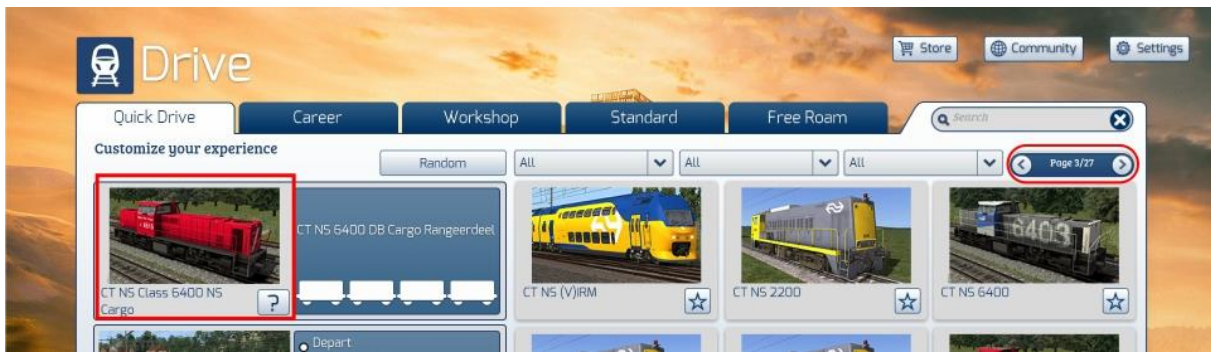 Drive
Store
Community
Settings
Quick Drive
Career
Workshop
Standard
Free Roam
Search
Customize your experience
Random
All
All
All
Page 3/27
CT NS 6400 DB Cargo Rangeerdeel
6403
CT NS Class 6400 NS
Cargo
?
CT NS (V)IRM
CT NS 2200
CT NS 6400
Depart